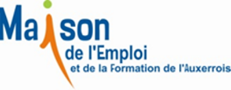 Maison
de l'Emploi
et de la Formation de l'Auxerrois